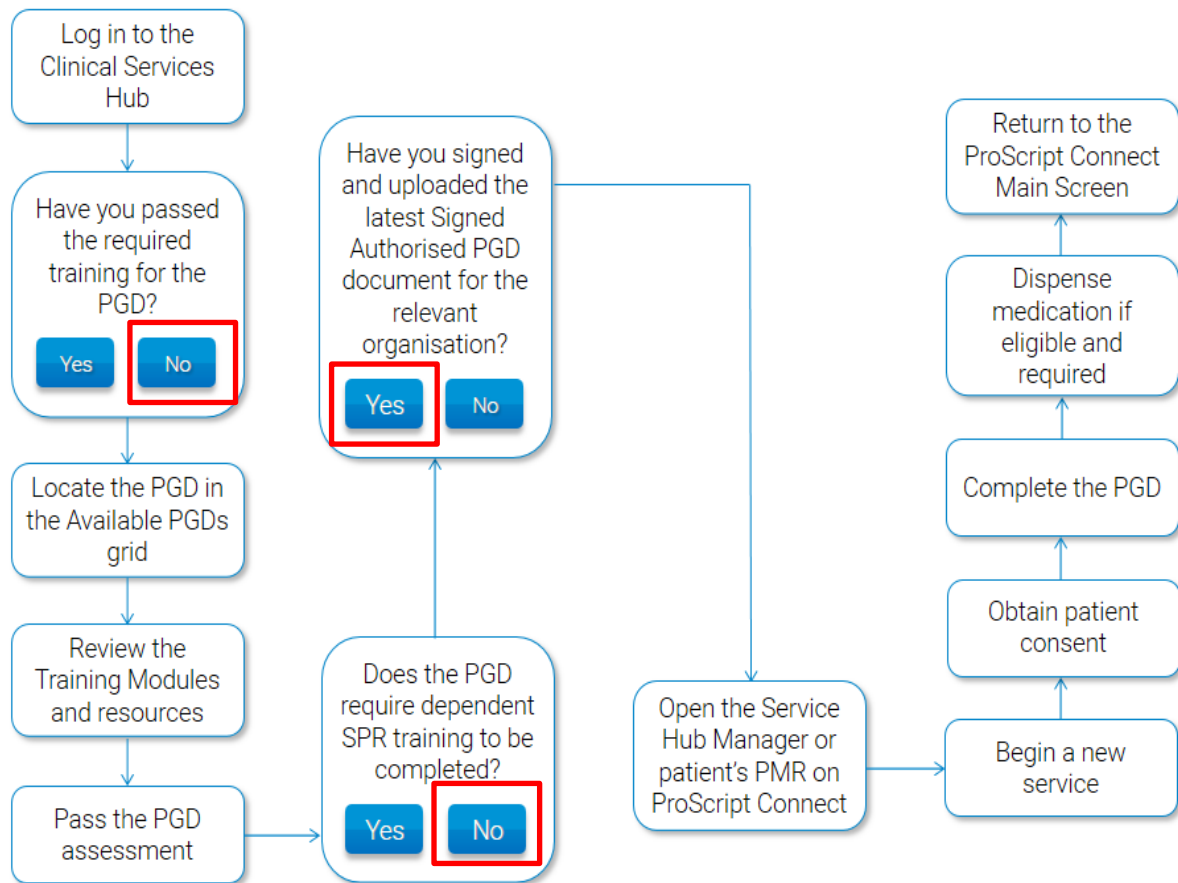 Log in to the
Clinical Services
Hub
Have you passed
the required
training for the
PGD?
Yes
No
Locate the PGD in
the Available PGDs
grid
Review the
Training Modules
and resources
Pass the PGD
assessment
Does the PGD
require dependent
SPR training to be
completed?
Yes
No
Have you signed
and uploaded the
latest Signed
Authorised PGD
document for the
relevant
organisation?
Yes
No
Open the Service
Hub Manager or
patient's PMR on
ProScript Connect
Begin a new
service
Obtain patient
consent
Complete the PGD
Dispense
medication if
eligible and
required
Return to the
ProScript Connect
Main Screen